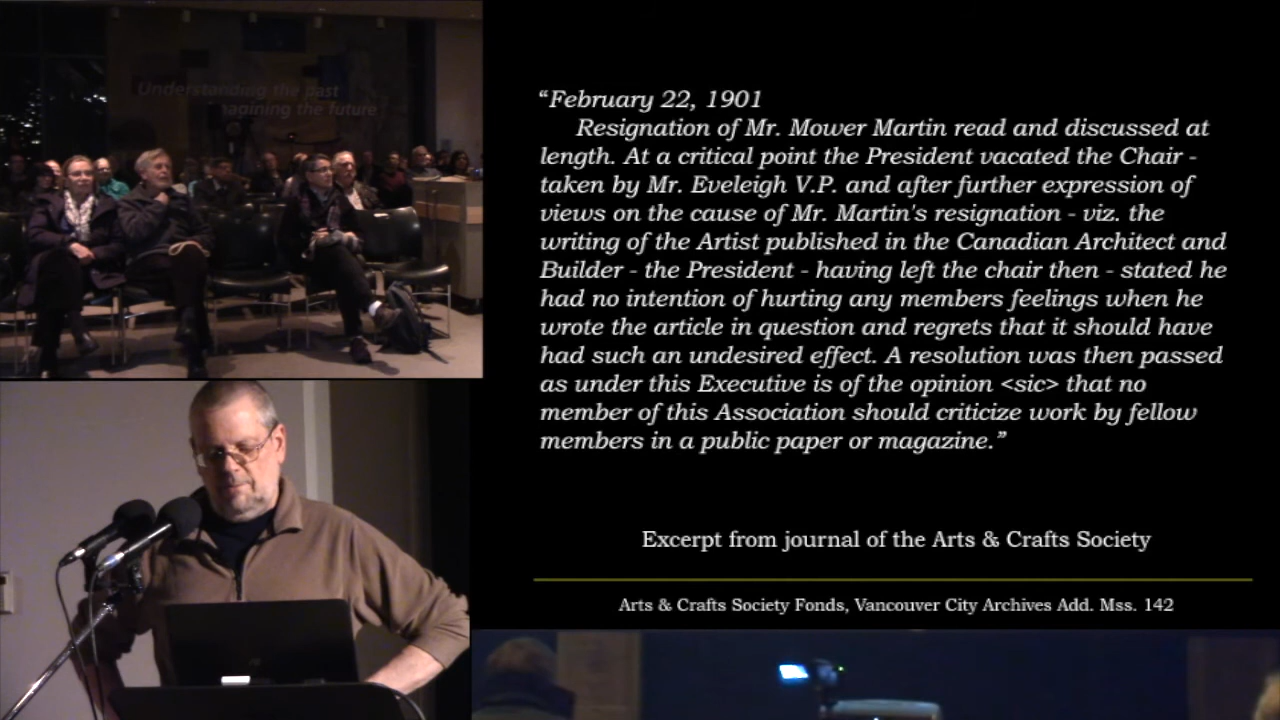 Understanding the past
imagining the future
“February 22, 1901
Resignation of Mr. Mower Martin read and discussed at
length. At a critical point the President vacated the Chair -
taken by Mr. Eveleigh V.P. and after further expression of
views on the cause of Mr. Martin's resignation - viz. the
writing of the Artist published in the Canadian Architect and
Builder - the President - having left the chair then - stated he
had no intention of hurting any members feelings when he
wrote the article in question and regrets that it should have
had such an undesired effect. A resolution was then passed
as under this Executive is of the opinion <sic> that no
member of this Association should criticize work by fellow
members in a public paper or magazine.”
Excerpt from journal of the Arts & Crafts Society
Arts & Crafts Society Fonds, Vancouver City Archives Add. Mss. 142